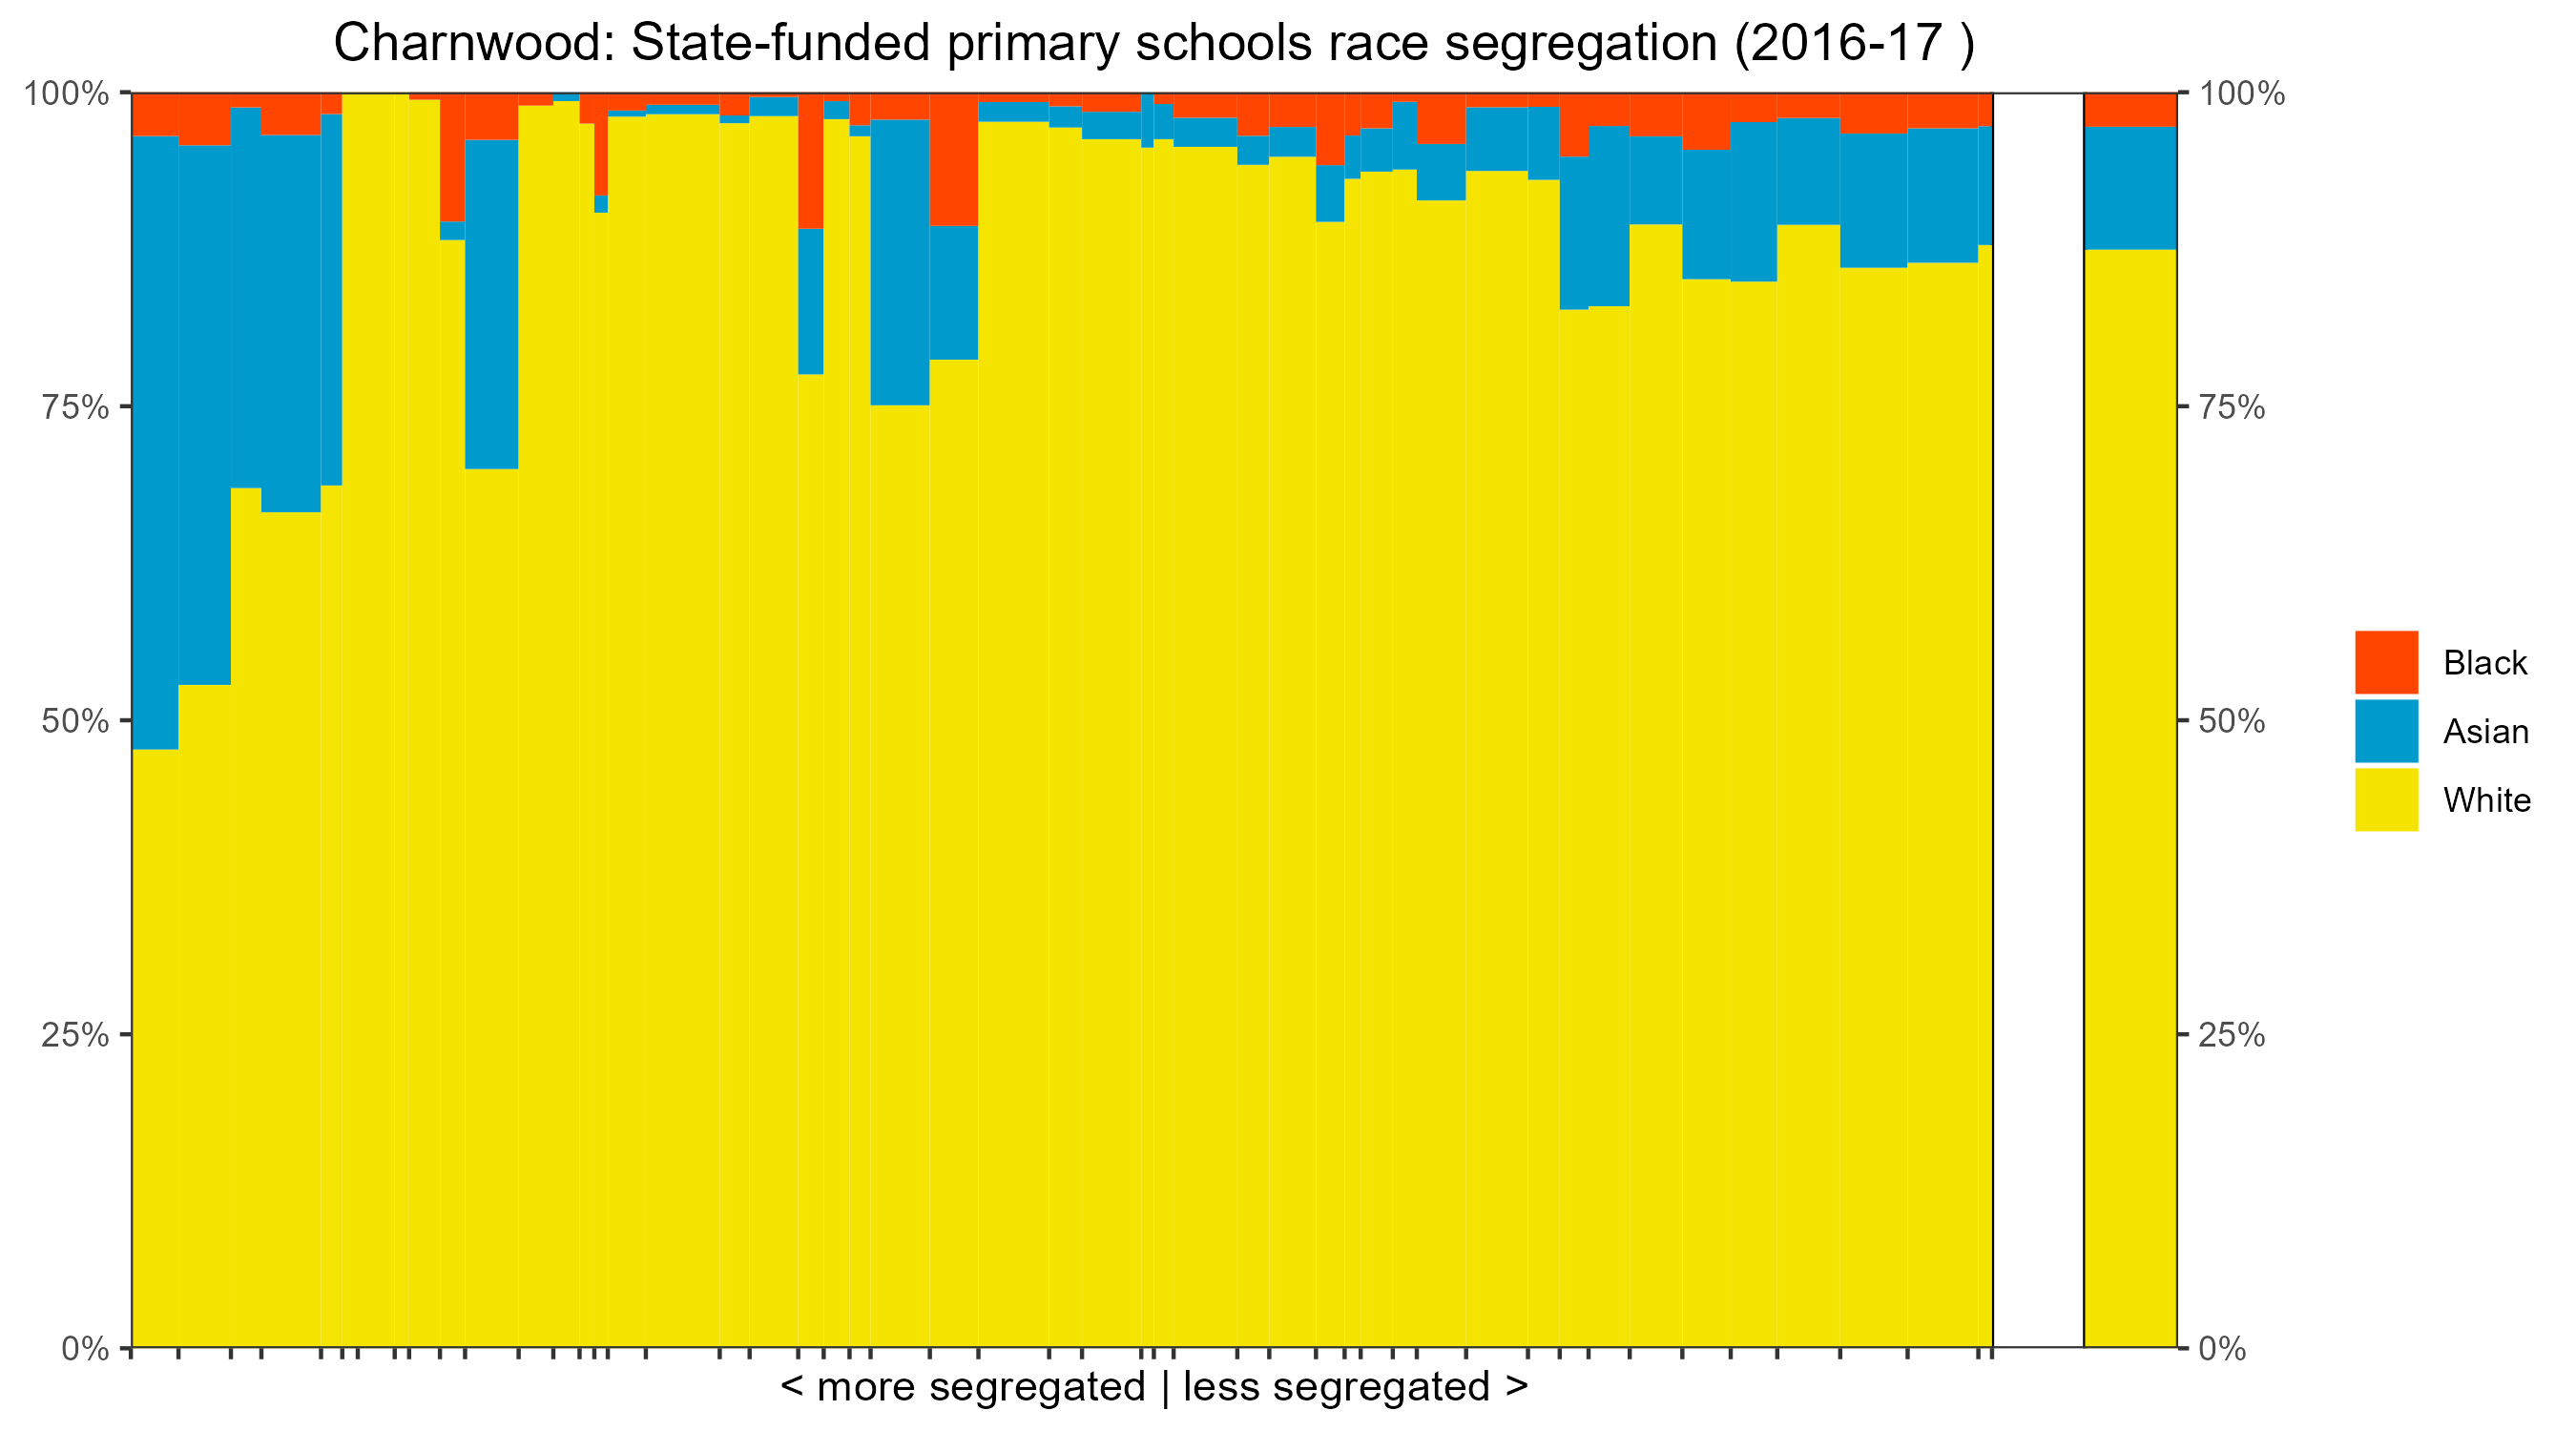 Charnwood: State-funded primary schools race segregation (2016-17 )
100%
75%
50%
25%
0%
100%
75%
50%
25%
0%
< more segregated | less segregated >
Black
Asian
White